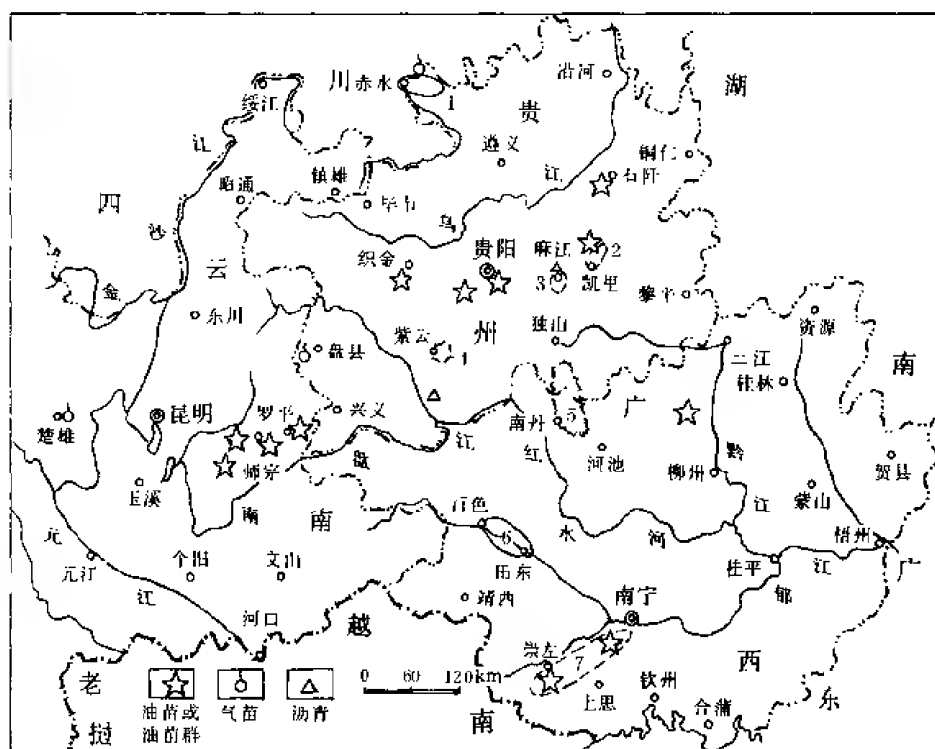 川 赤水
沿河
湖
绥江
1
贵
江
遵义
铜仁
昭通
镇雄
毕节
江
石阡
四
沙
乌
云
织金
贵阳
麻江
2
3
凯里
金
东川
州
独山
黎平
资源
盘县
紫云
三江
桂林
南
楚雄
昆明
罗平
兴义
南丹
5
广
河池
柳州
黔
贺县
师宗
盘
江
红
玉溪
南
南
百色
水
河
江
蒙山
梧州
元
元江
个旧
文山
6
田东
桂平
江
广
江
河口
越
靖西
南宁
郁
老
崇左
7
西
挝
0 60 120km
南
上思
钦州
合浦
东
油苗或
油苗群
气苗
沥青